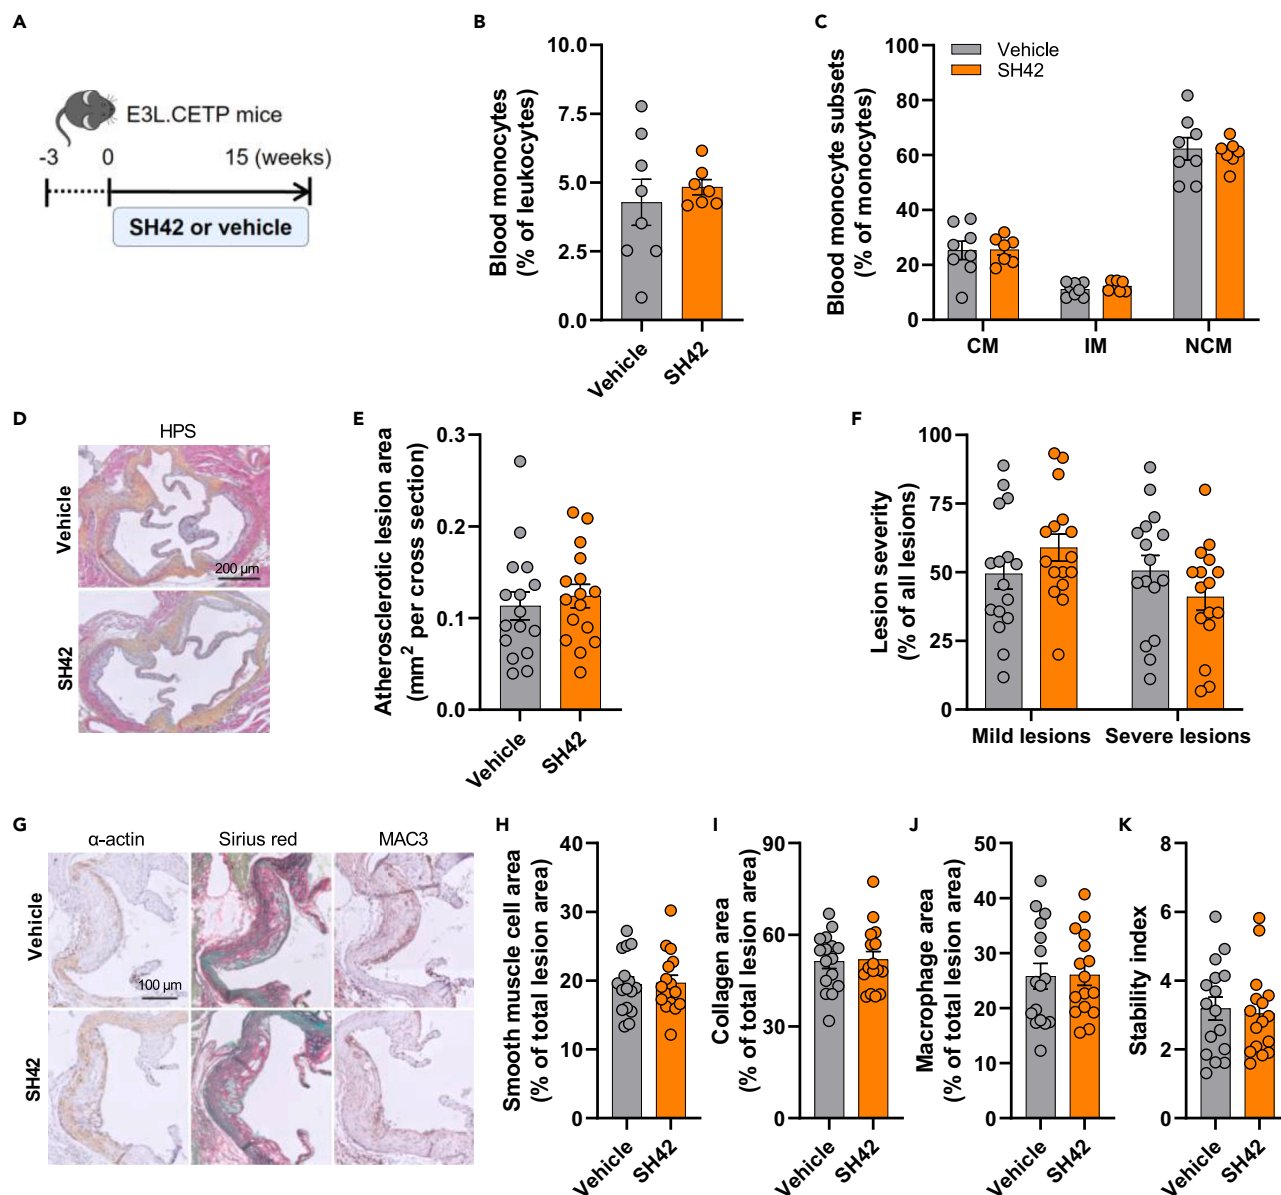 A
E3L.CETP mice
-3 0 15 (weeks)
SH42 or vehicle
B
Blood monocytes
(% of leukocytes)
10.0
7.5
5.0
2.5
0.0
Vehicle
SH42
C
Blood monocyte subsets
(% of monocytes)
100
80
60
40
20
0
Vehicle
SH42
CM IM NCM
D
HPS
Vehicle
200 µm
SH42
E
Atherosclerotic lesion area
(mm² per cross section)
0.3
0.2
0.1
0.0
Vehicle
SH42
F
Lesion severity
(% of all lesions)
100
75
50
25
0
Mild lesions Severe lesions
G
α-actin Sirius red MAC3
Vehicle
100 µm
SH42
H
Smooth muscle cell area
(% of total lesion area)
40
30
20
10
0
Vehicle
SH42
I
Collagen area
(% of total lesion area)
90
60
30
0
Vehicle
SH42
J
Macrophage area
(% of total lesion area)
50
40
30
20
10
0
Vehicle
SH42
K
Stability index
8
6
4
2
0
Vehicle
SH42